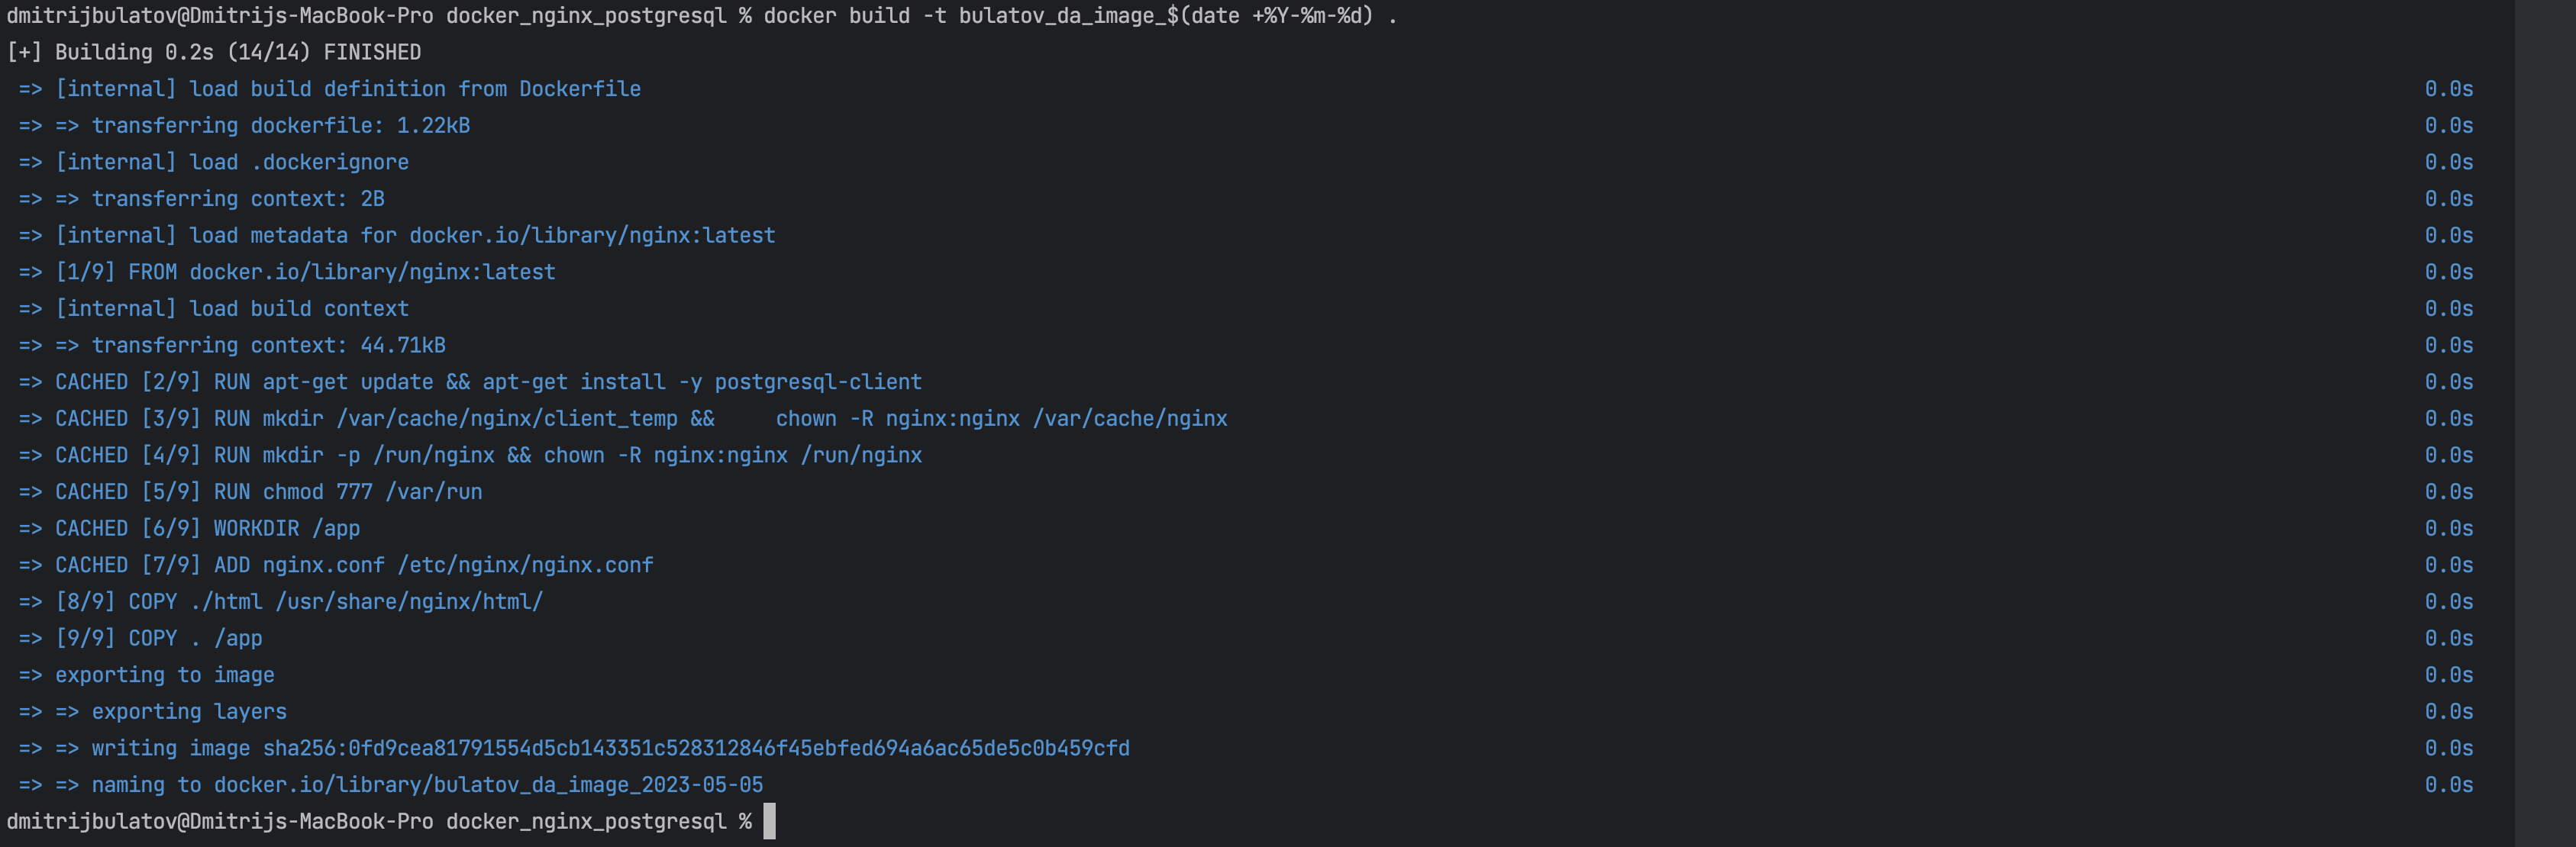 dmitrijbulatov@Dmitrijs-MacBook-Pro docker_nginx_postgresql % docker build -t bulatov_da_image_$(date +%Y-%m-%d) .
[+] Building 0.2s (14/14) FINISHED
=> [internal] load build definition from Dockerfile 0.0s
=> => transferring dockerfile: 1.22kB 0.0s
=> [internal] load .dockerignore 0.0s
=> => transferring context: 2B 0.0s
=> [internal] load metadata for docker.io/library/nginx:latest 0.0s
=> [1/9] FROM docker.io/library/nginx:latest 0.0s
=> [internal] load build context 0.0s
=> => transferring context: 44.71kB 0.0s
=> CACHED [2/9] RUN apt-get update && apt-get install -y postgresql-client 0.0s
=> CACHED [3/9] RUN mkdir /var/cache/nginx/client_temp &&     chown -R nginx:nginx /var/cache/nginx 0.0s
=> CACHED [4/9] RUN mkdir -p /run/nginx && chown -R nginx:nginx /run/nginx 0.0s
=> CACHED [5/9] RUN chmod 777 /var/run 0.0s
=> CACHED [6/9] WORKDIR /app 0.0s
=> CACHED [7/9] ADD nginx.conf /etc/nginx/nginx.conf 0.0s
=> [8/9] COPY ./html /usr/share/nginx/html/ 0.0s
=> [9/9] COPY . /app 0.0s
=> exporting to image 0.0s
=> => exporting layers 0.0s
=> => writing image sha256:0fd9cea81791554d5cb143351c528312846f45ebfed694a6ac65de5c0b459cfd 0.0s
=> => naming to docker.io/library/bulatov_da_image_2023-05-05 0.0s
dmitrijbulatov@Dmitrijs-MacBook-Pro docker_nginx_postgresql %